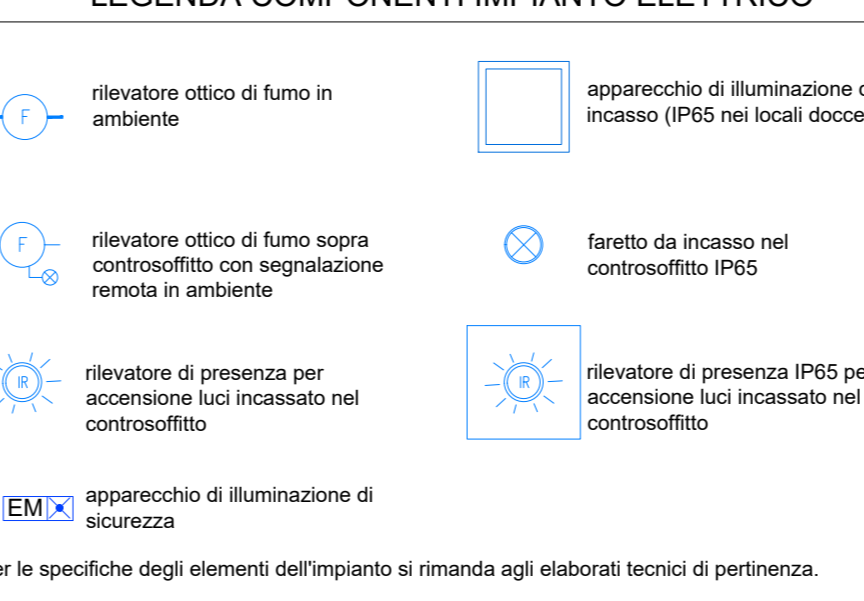 LEGENDA COMPONENTI IMPIANTO ELETTRICO
F
rilevatore ottico di fumo in
ambiente
apparecchio di illuminazione
incasso (IP65 nei locali docce
F
rilevatore ottico di fumo sopra
controsoffitto con segnalazione
remota in ambiente
faretto da incasso nel
controsoffitto IP65
IR
rilevatore di presenza per
accensione luci incassato nel
controsoffitto
IR
rilevatore di presenza IP65 pe
accensione luci incassato nel
controsoffitto
EM
apparecchio di illuminazione di
sicurezza
er le specifiche degli elementi dell'impianto si rimanda agli elaborati tecnici di pertinenza.